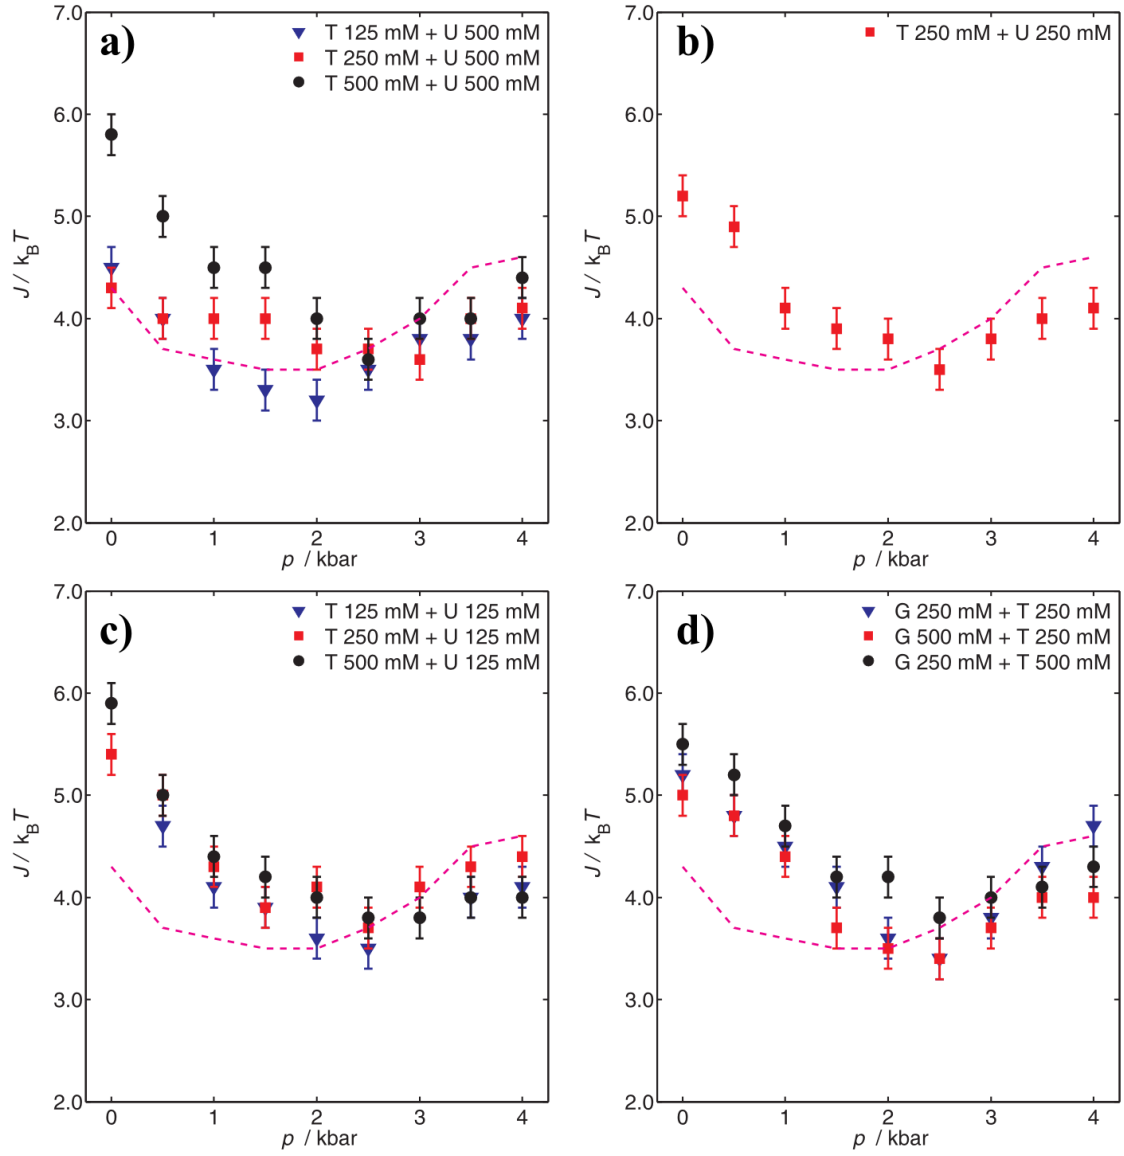 a)
T 125 mM + U 500 mM
T 250 mM + U 500 mM
T 500 mM + U 500 mM
7.0
6.0
5.0
4.0
3.0
2.0
J / kBT
0 1 2 3 4
p / kbar
b)
T 250 mM + U 250 mM
7.0
6.0
5.0
4.0
3.0
2.0
J / kBT
0 1 2 3 4
p / kbar
c)
T 125 mM + U 125 mM
T 250 mM + U 125 mM
T 500 mM + U 125 mM
7.0
6.0
5.0
4.0
3.0
2.0
J / kBT
0 1 2 3 4
p / kbar
d)
G 250 mM + T 250 mM
G 500 mM + T 250 mM
G 250 mM + T 500 mM
7.0
6.0
5.0
4.0
3.0
2.0
J / kBT
0 1 2 3 4
p / kbar